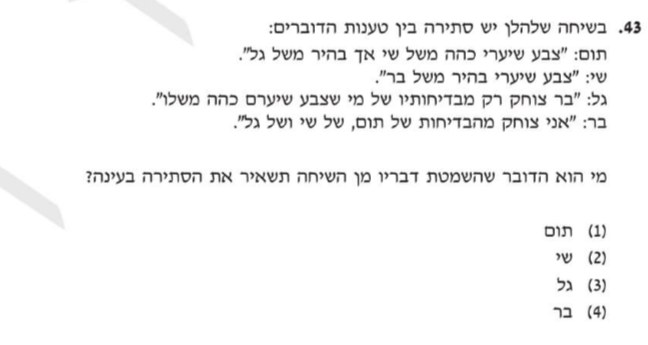 43. בשיחה שלהלן יש סתירה בין טענות הדוברים:
תום: "צבע שיערי כהה משל שי אך בהיר משל גל".
שי: "צבע שיערי בהיר משל בר".
גל: "בר צוחק רק מבדיחותיו של מי שצבע שיערם כהה משלו".
בר: "אני צוחק מהבדיחות של תום, של שי ושל גל".
מי הוא הדובר שהשמטת דבריו מן השיחה תשאיר את הסתירה בעינה?
(1) תום
(2) שי
(3) גל
(4) בר